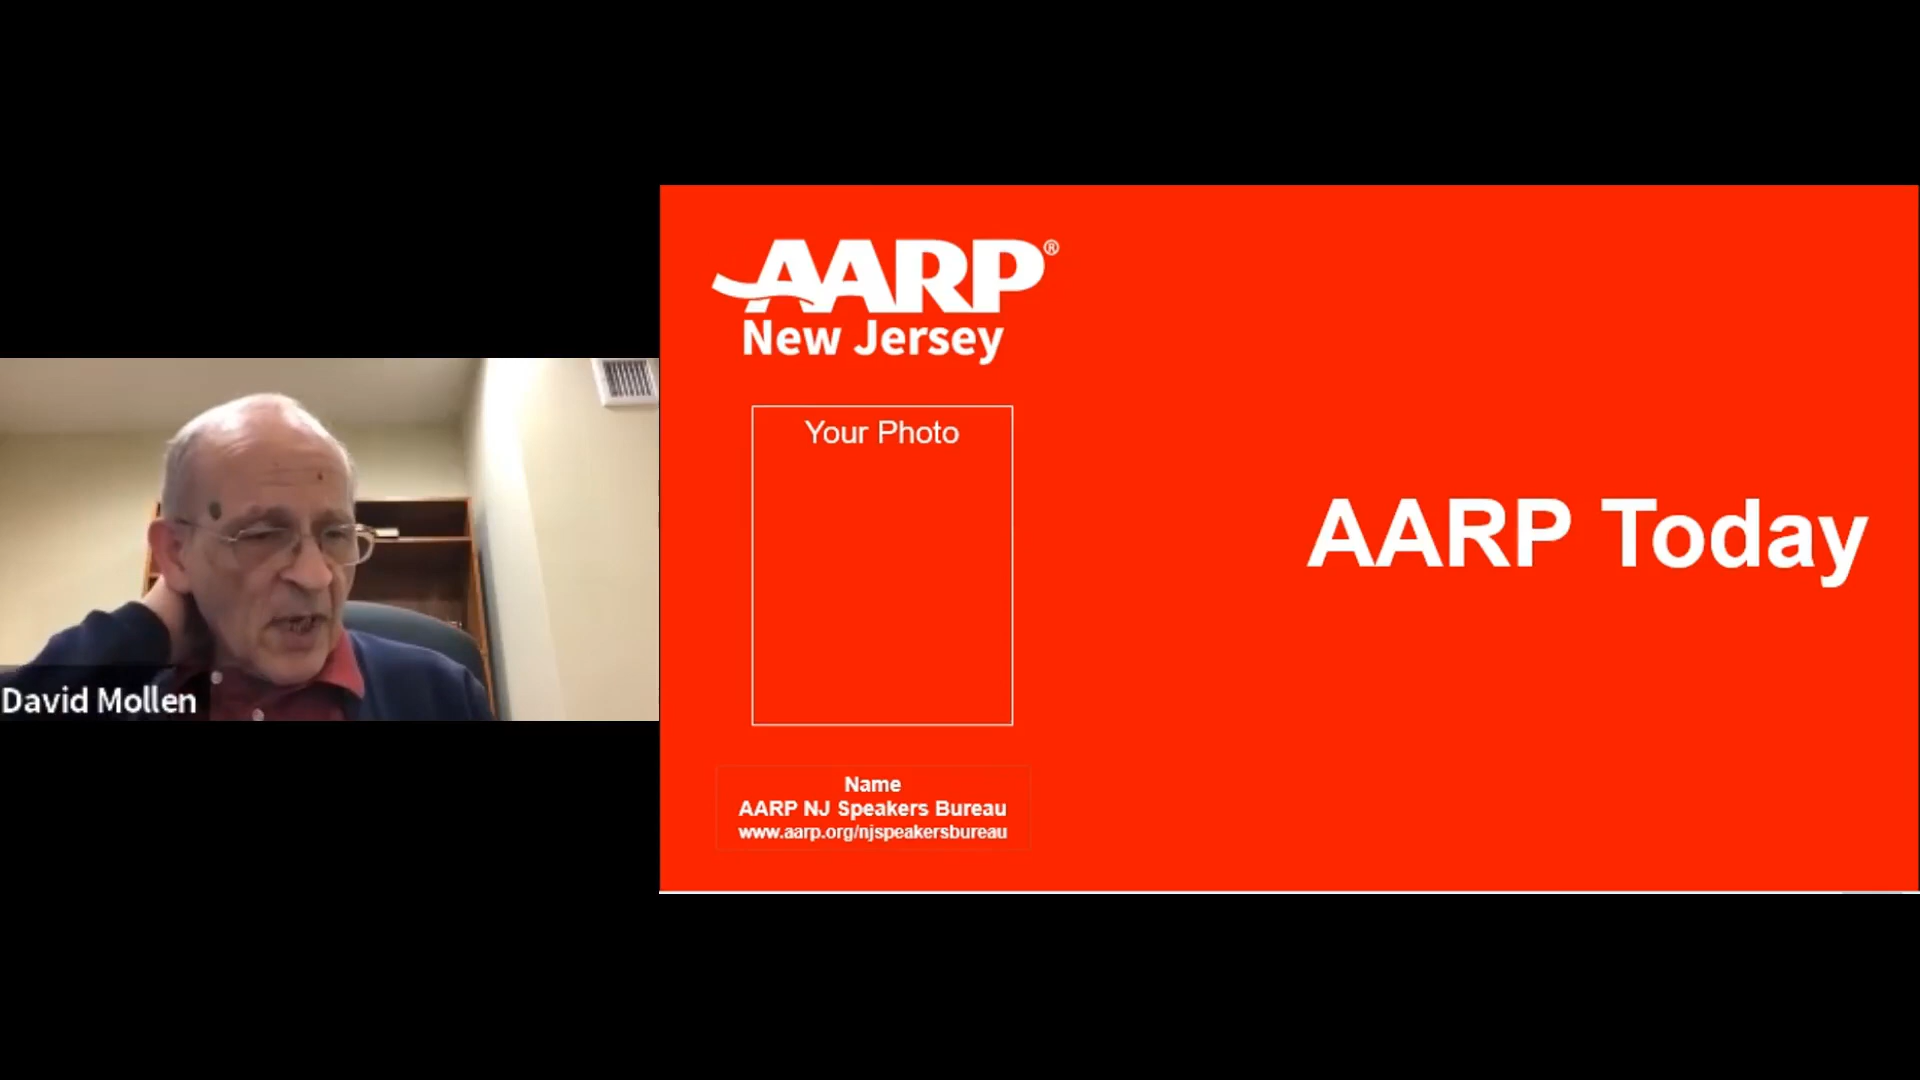 David Mollen
AARP®
New Jersey
Your Photo
AARP Today
Name
AARP NJ Speakers Bureau
www.aarp.org/njspeakersbureau